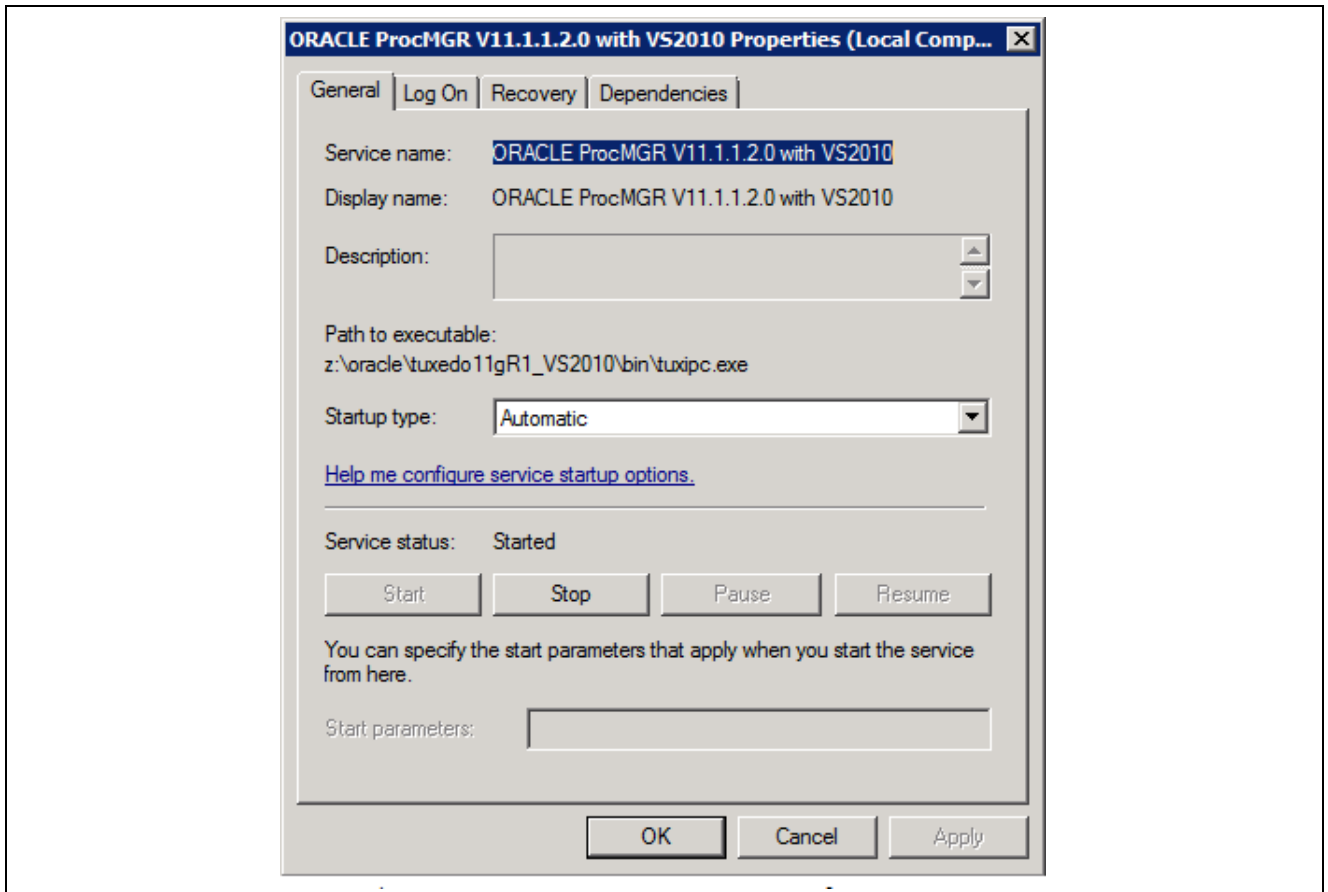 ORACLE ProcMGR V11.1.1.2.0 with VS2010 Properties (Local Comp...
General Log On Recovery Dependencies
Service name: ORACLE ProcMGR V11.1.1.2.0 with VS2010
Display name: ORACLE ProcMGR V11.1.1.2.0 with VS2010
Description:
Path to executable:
z:\oracle\tuxedo11gR1_VS2010\bin\tuxipc.exe
Startup type: Automatic
Help me configure service startup options.
Service status: Started
Start Stop Pause Resume
You can specify the start parameters that apply when you start the service
from here.
Start parameters:
OK Cancel Apply